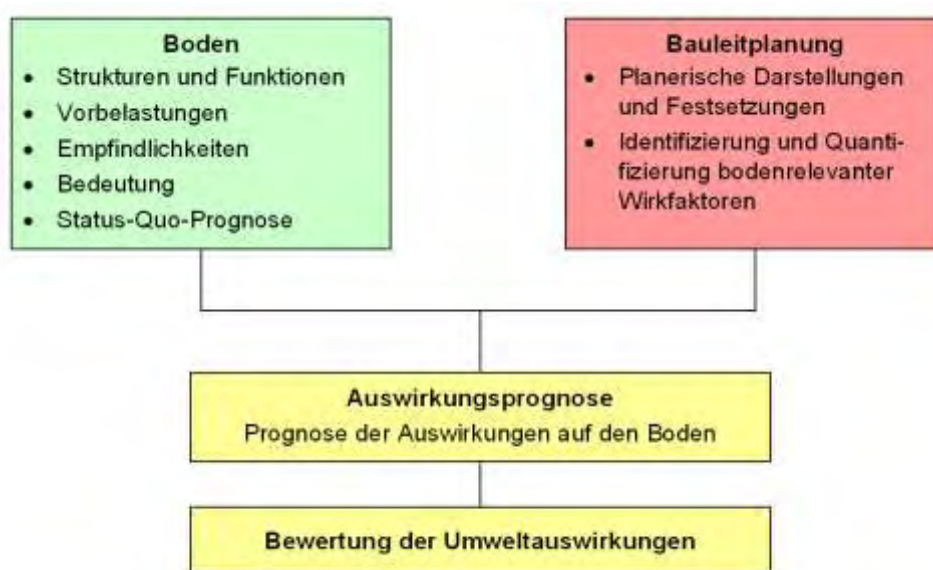 Boden
• Strukturen und Funktionen
• Vorbelastungen
• Empfindlichkeiten
• Bedeutung
• Status-Quo-Prognose
Bauleitplanung
• Planerische Darstellungen
und Festsetzungen
• Identifizierung und Quanti-
fizierung bodenrelevanter
Wirkfaktoren
Auswirkungsprognose
Prognose der Auswirkungen auf den Boden
Bewertung der Umweltauswirkungen